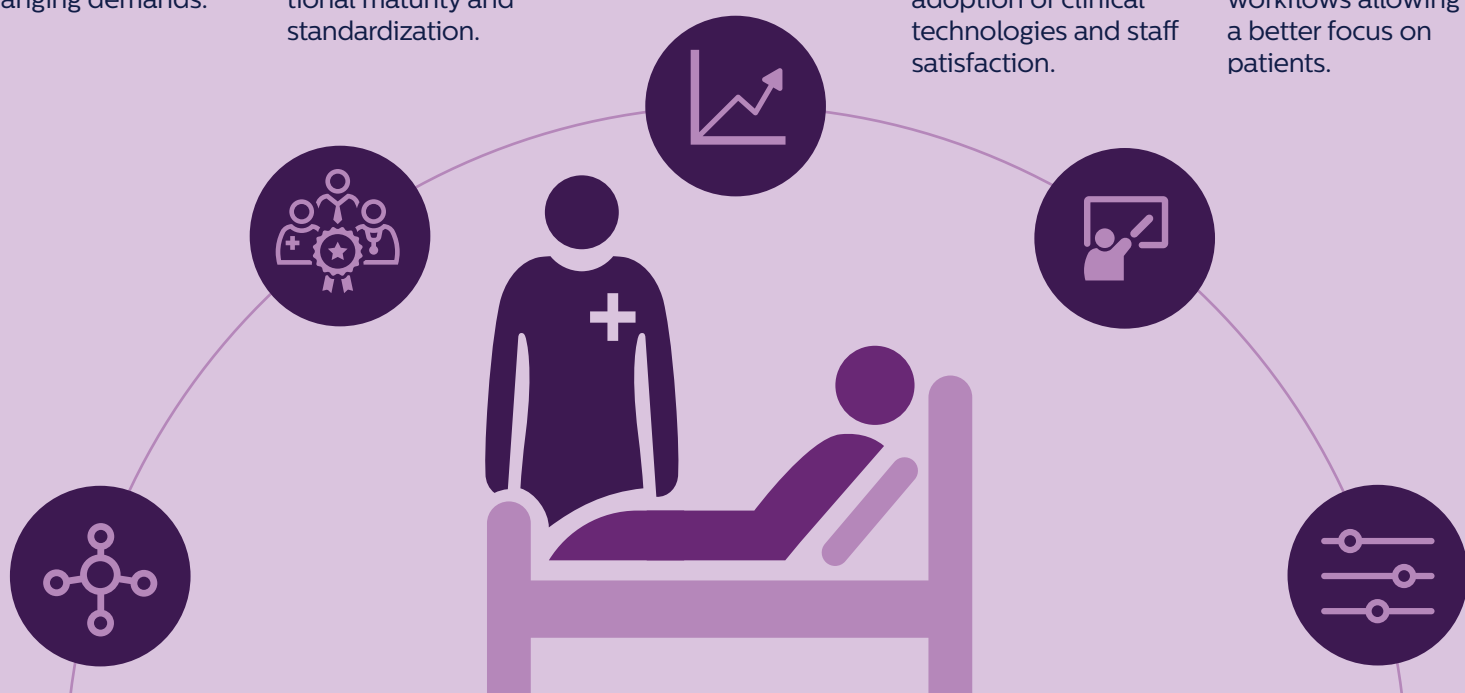 anging demands.
tional maturity and
standardization.
adoption of clinical
technologies and staff
satisfaction.
workflows allowing
a better focus on
patients.